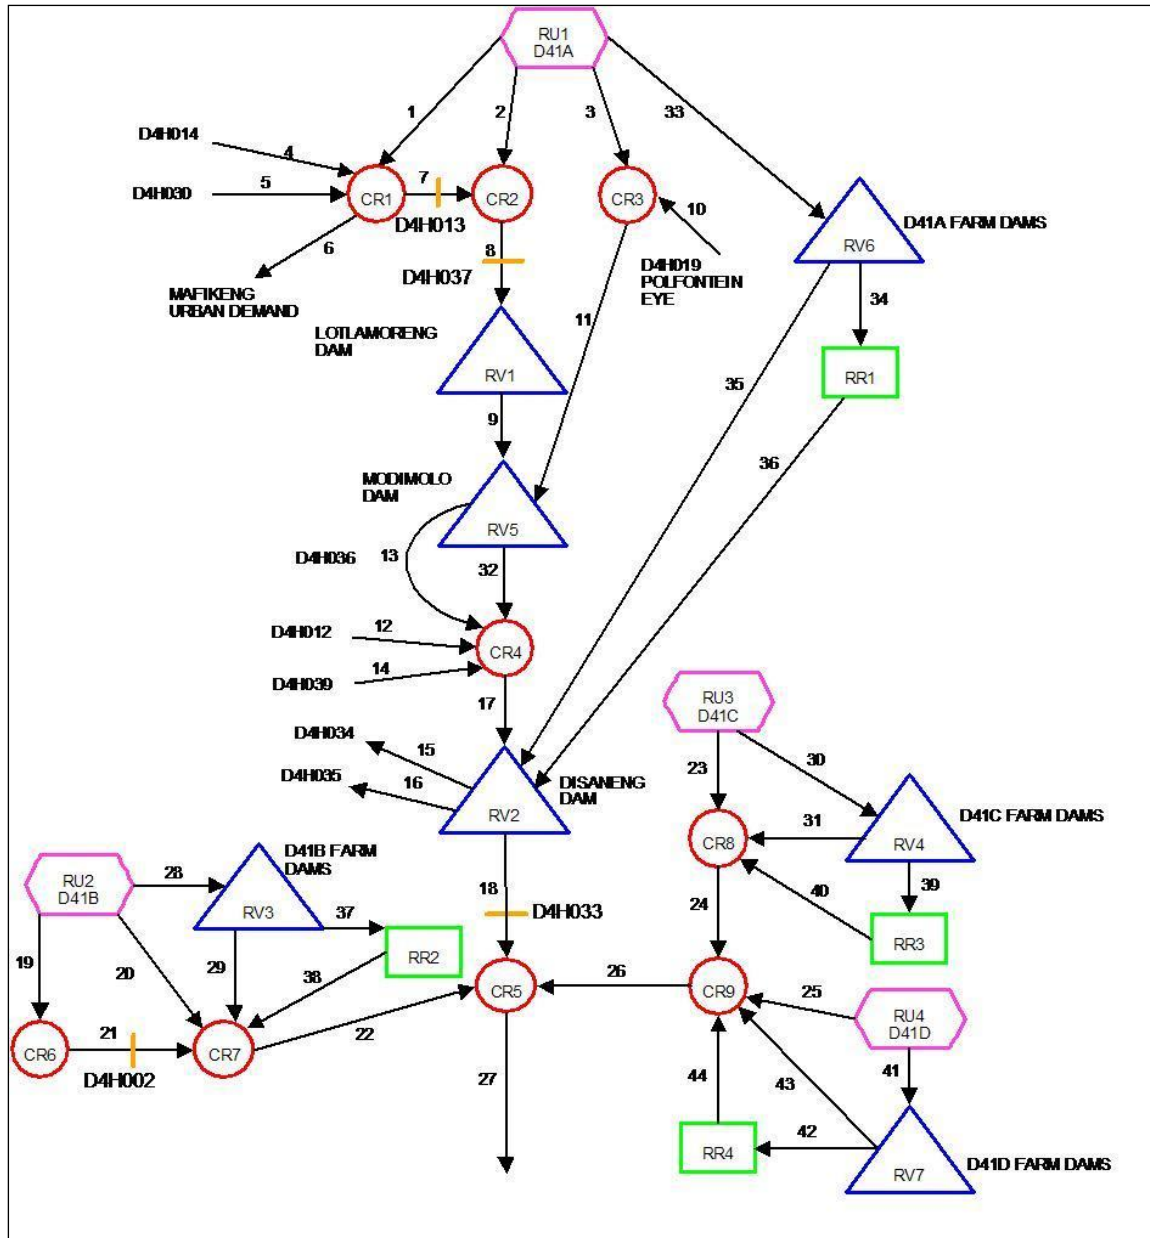 RU1
D41A
1
2
3
33
D4H014
4
D4H030
5
CR1
7
CR2
CR3
10
D4H013
6
8
D4H037
D4H019
POLFONTEIN
EYE
D41A FARM DAMS
RV6
34
MAFIKENG
URBAN DEMAND
LOTLAMORENG
DAM
11
RV1
35
RR1
9
36
MODIMOLO
DAM
RV5
D4H036
13
32
D4H012
12
CR4
D4H039
14
17
D4H034
15
D4H035
16
DISANENG
DAM
RV2
RU3
D41C
23
30
D41C FARM DAMS
31
CR8
RV4
39
40
RR3
24
D41B FARM
DAMS
RU2
D41B
28
RV3
37
RR2
18
D4H033
19
20
29
38
CR5
26
CR9
25
RU4
D41D
CR6
21
CR7
22
D4H002
27
44
43
41
RR4
42
RV7
D41D FARM DAMS